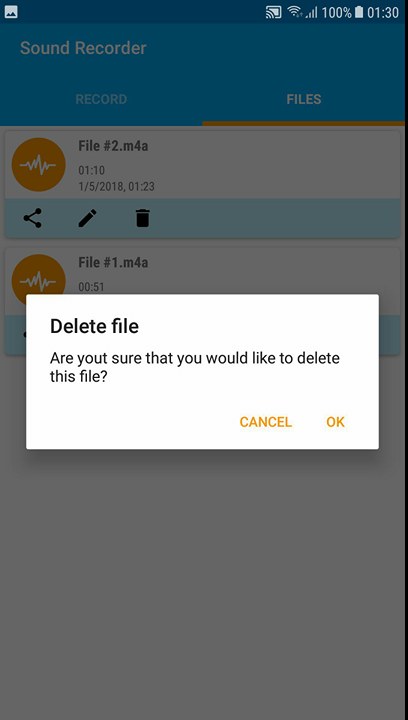 100% 01:30
Sound Recorder
RECORD FILES
File #2.m4a
01:10
1/5/2018, 01:23
File #1.m4a
00:51
Delete file
Are yout sure that you would like to delete
this file?
CANCEL OK